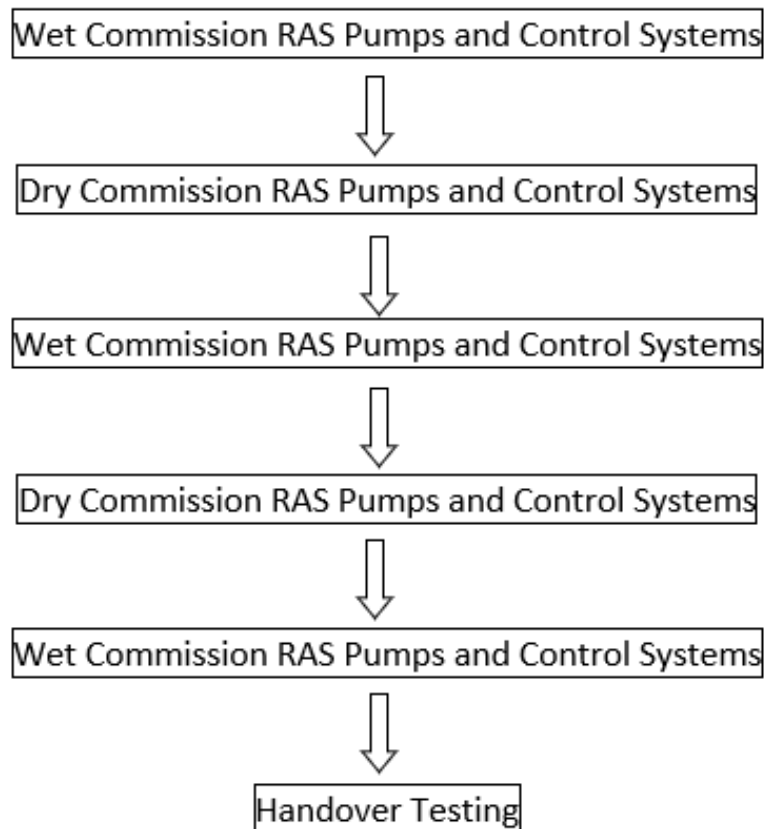 Wet Commission RAS Pumps and Control Systems
Dry Commission RAS Pumps and Control Systems
Wet Commission RAS Pumps and Control Systems
Dry Commission RAS Pumps and Control Systems
Wet Commission RAS Pumps and Control Systems
Handover Testing